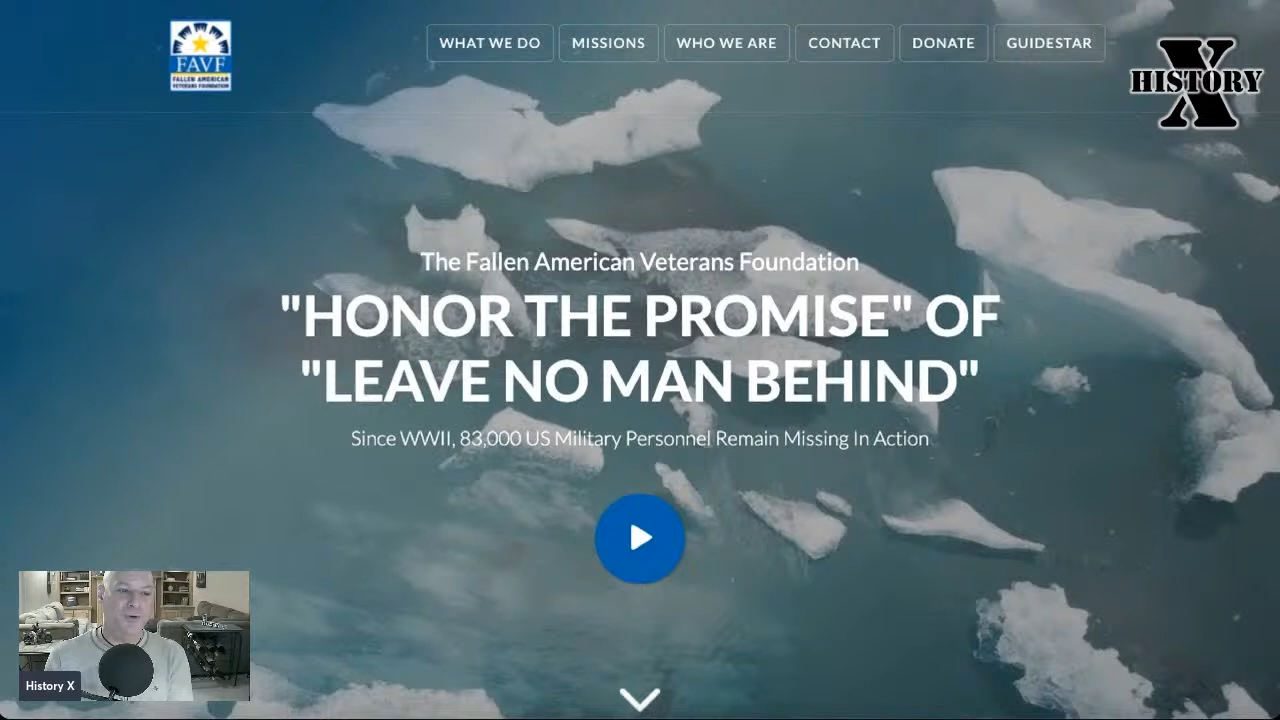 FAVF
FALLEN AMERICAN
VETERANS FOUNDATION
WHAT WE DO
MISSIONS
WHO WE ARE
CONTACT
DONATE
GUIDESTAR
X
HISTORY
The Fallen American Veterans Foundation
"HONOR THE PROMISE" OF
"LEAVE NO MAN BEHIND"
Since WWII, 83,000 US Military Personnel Remain Missing In Action
History X